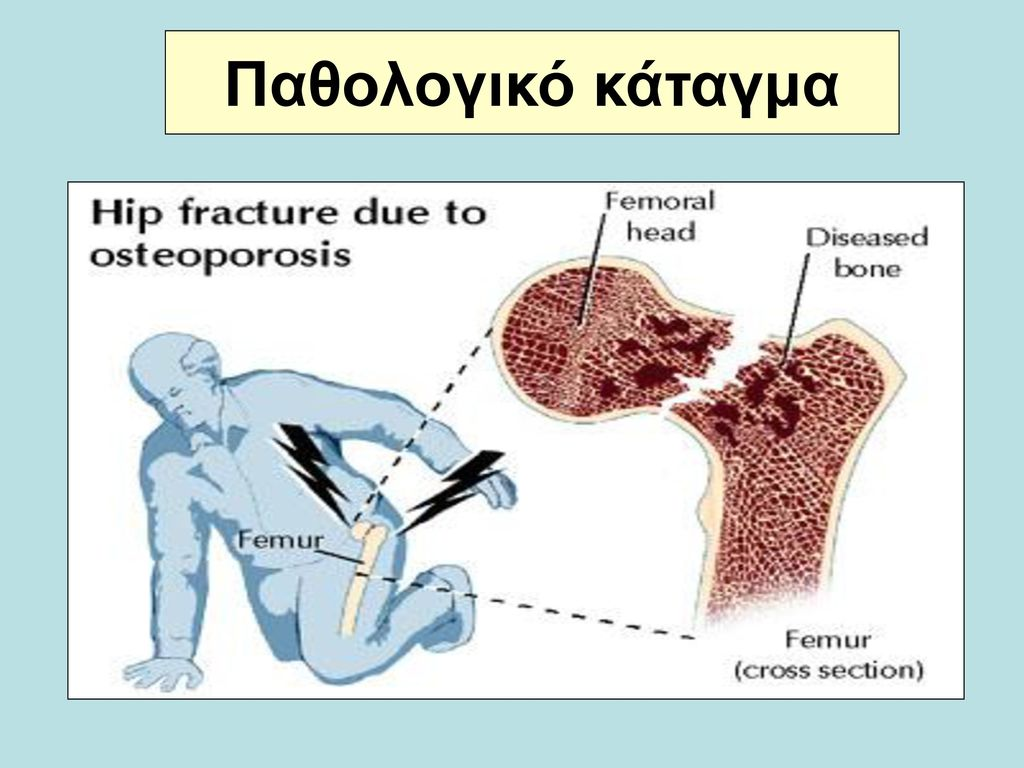 Παθολογικό κάταγμα
Hip fracture due to
osteoporosis
Femoral
head
Diseased
bone
Femur
Femur
(cross section)